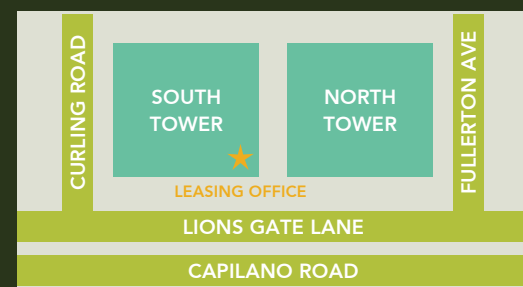 CURLING ROAD
SOUTH
TOWER
NORTH
TOWER
FULLERTON AVE
LEASING OFFICE
LIONS GATE LANE
CAPILANO ROAD